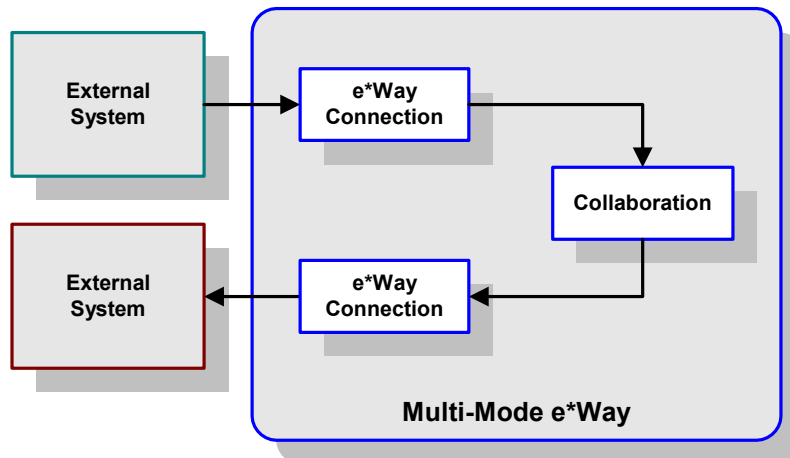 External
System
e*Way
Connection
Collaboration
External
System
e*Way
Connection
Multi-Mode e*Way